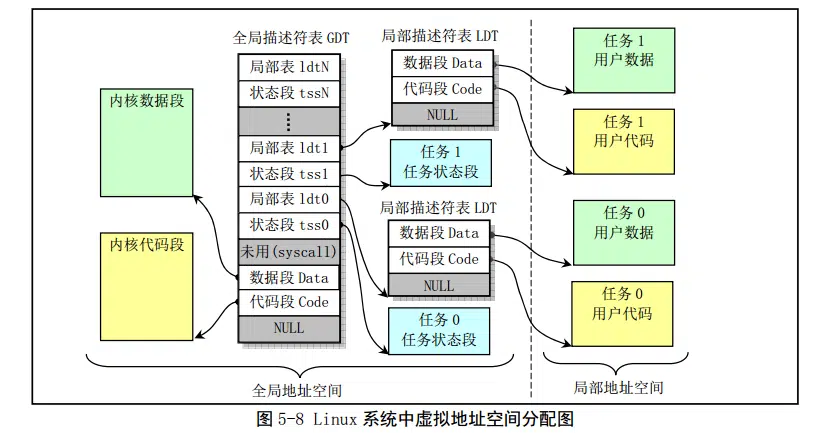 全局描述符表 GDT
局部表 ldtN
状态段 tssN
局部表 ldt1
状态段 tss1
局部表 ldt0
状态段 tss0
未用(syscall)
数据段 Data
代码段 Code
NULL
内核数据段
内核代码段
局部描述符表 LDT
数据段 Data
代码段 Code
NULL
任务 1
任务状态段
局部描述符表 LDT
数据段 Data
代码段 Code
NULL
任务 0
任务状态段
任务 1
用户数据
任务 1
用户代码
任务 0
用户数据
任务 0
用户代码
全局地址空间
局部地址空间
图 5-8 Linux 系统中虚拟地址空间分配图